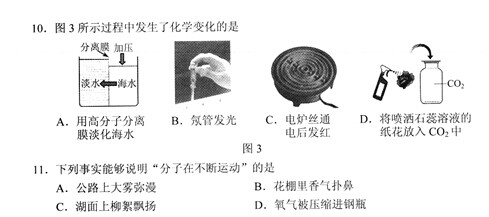 10. 图3所示过程中发生了化学变化的是
分离膜 加压
淡水 海水
CO₂
A. 用高分子分离 B. 氖管发光 C. 电炉丝通 D. 将喷洒石蕊溶液的
膜淡化海水 电后发红 纸花放入CO₂中
图3
11. 下列事实能够说明“分子在不断运动”的是
A. 公路上大雾弥漫 B. 花棚里香气扑鼻
C. 湖面上柳絮飘扬 D. 氧气被压缩进钢瓶